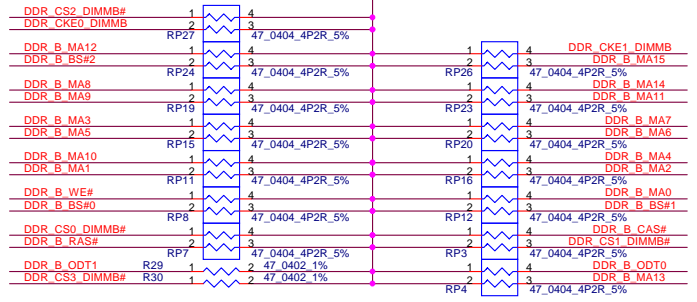 DDR_CS2_DIMMB# 1 4
DDR_CKE0_DIMMB 2 3
RP27 47_0404_4P2R_5%
DDR_B_MA12 1 4 1 4 DDR_CKE1_DIMMB
DDR_B_BS#2 2 3 2 3 DDR_B_MA15
RP24 47_0404_4P2R_5% RP26 47_0404_4P2R_5%
DDR_B_MA8 1 4 1 4 DDR_B_MA14
DDR_B_MA9 2 3 2 3 DDR_B_MA11
RP19 47_0404_4P2R_5% RP23 47_0404_4P2R_5%
DDR_B_MA3 1 4 1 4 DDR_B_MA7
DDR_B_MA5 2 3 2 3 DDR_B_MA6
RP15 47_0404_4P2R_5% RP20 47_0404_4P2R_5%
DDR_B_MA10 1 4 1 4 DDR_B_MA4
DDR_B_MA1 2 3 2 3 DDR_B_MA2
RP11 47_0404_4P2R_5% RP16 47_0404_4P2R_5%
DDR_B_WE# 1 4 1 4 DDR_B_MA0
DDR_B_BS#0 2 3 2 3 DDR_B_BS#1
RP8 47_0404_4P2R_5% RP12 47_0404_4P2R_5%
DDR_CS0_DIMMB# 1 4 1 4 DDR_B_CAS#
DDR_B_RAS# 2 3 2 3 DDR_CS1_DIMMB#
RP7 47_0404_4P2R_5% RP3 47_0404_4P2R_5%
DDR_B_ODT1 R29 1 2 47_0402_1% 1 4 DDR_B_ODT0
DDR_CS3_DIMMB# R30 1 2 47_0402_1% 2 3 DDR_B_MA13
RP4 47_0404_4P2R_5%